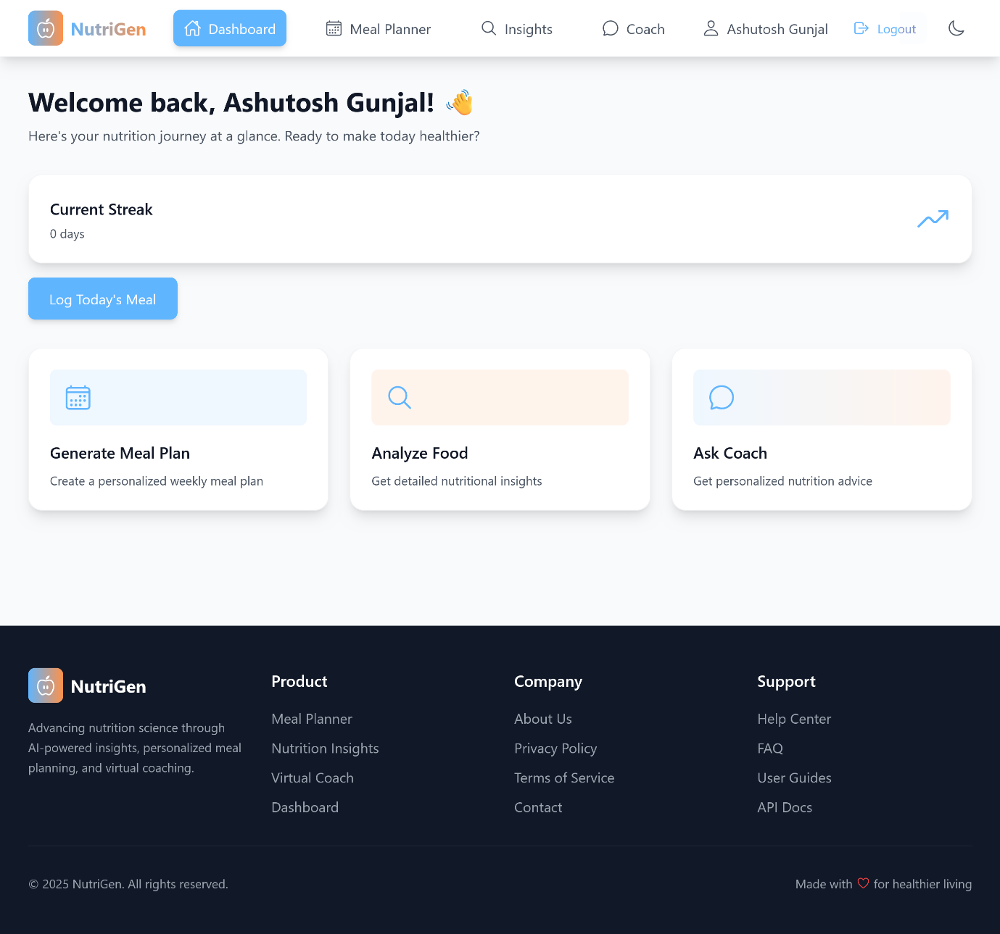 NutriGen
Dashboard
Meal Planner
Insights
Coach
Ashutosh Gunjal
Logout
Welcome back, Ashutosh Gunjal! 👋
Here's your nutrition journey at a glance. Ready to make today healthier?
Current Streak
0 days
Log Today's Meal
Generate Meal Plan
Create a personalized weekly meal plan
Analyze Food
Get detailed nutritional insights
Ask Coach
Get personalized nutrition advice
NutriGen
Advancing nutrition science through
AI-powered insights, personalized meal
planning, and virtual coaching.
Product
Meal Planner
Nutrition Insights
Virtual Coach
Dashboard
Company
About Us
Privacy Policy
Terms of Service
Contact
Support
Help Center
FAQ
User Guides
API Docs
© 2025 NutriGen. All rights reserved.
Made with ♡ for healthier living